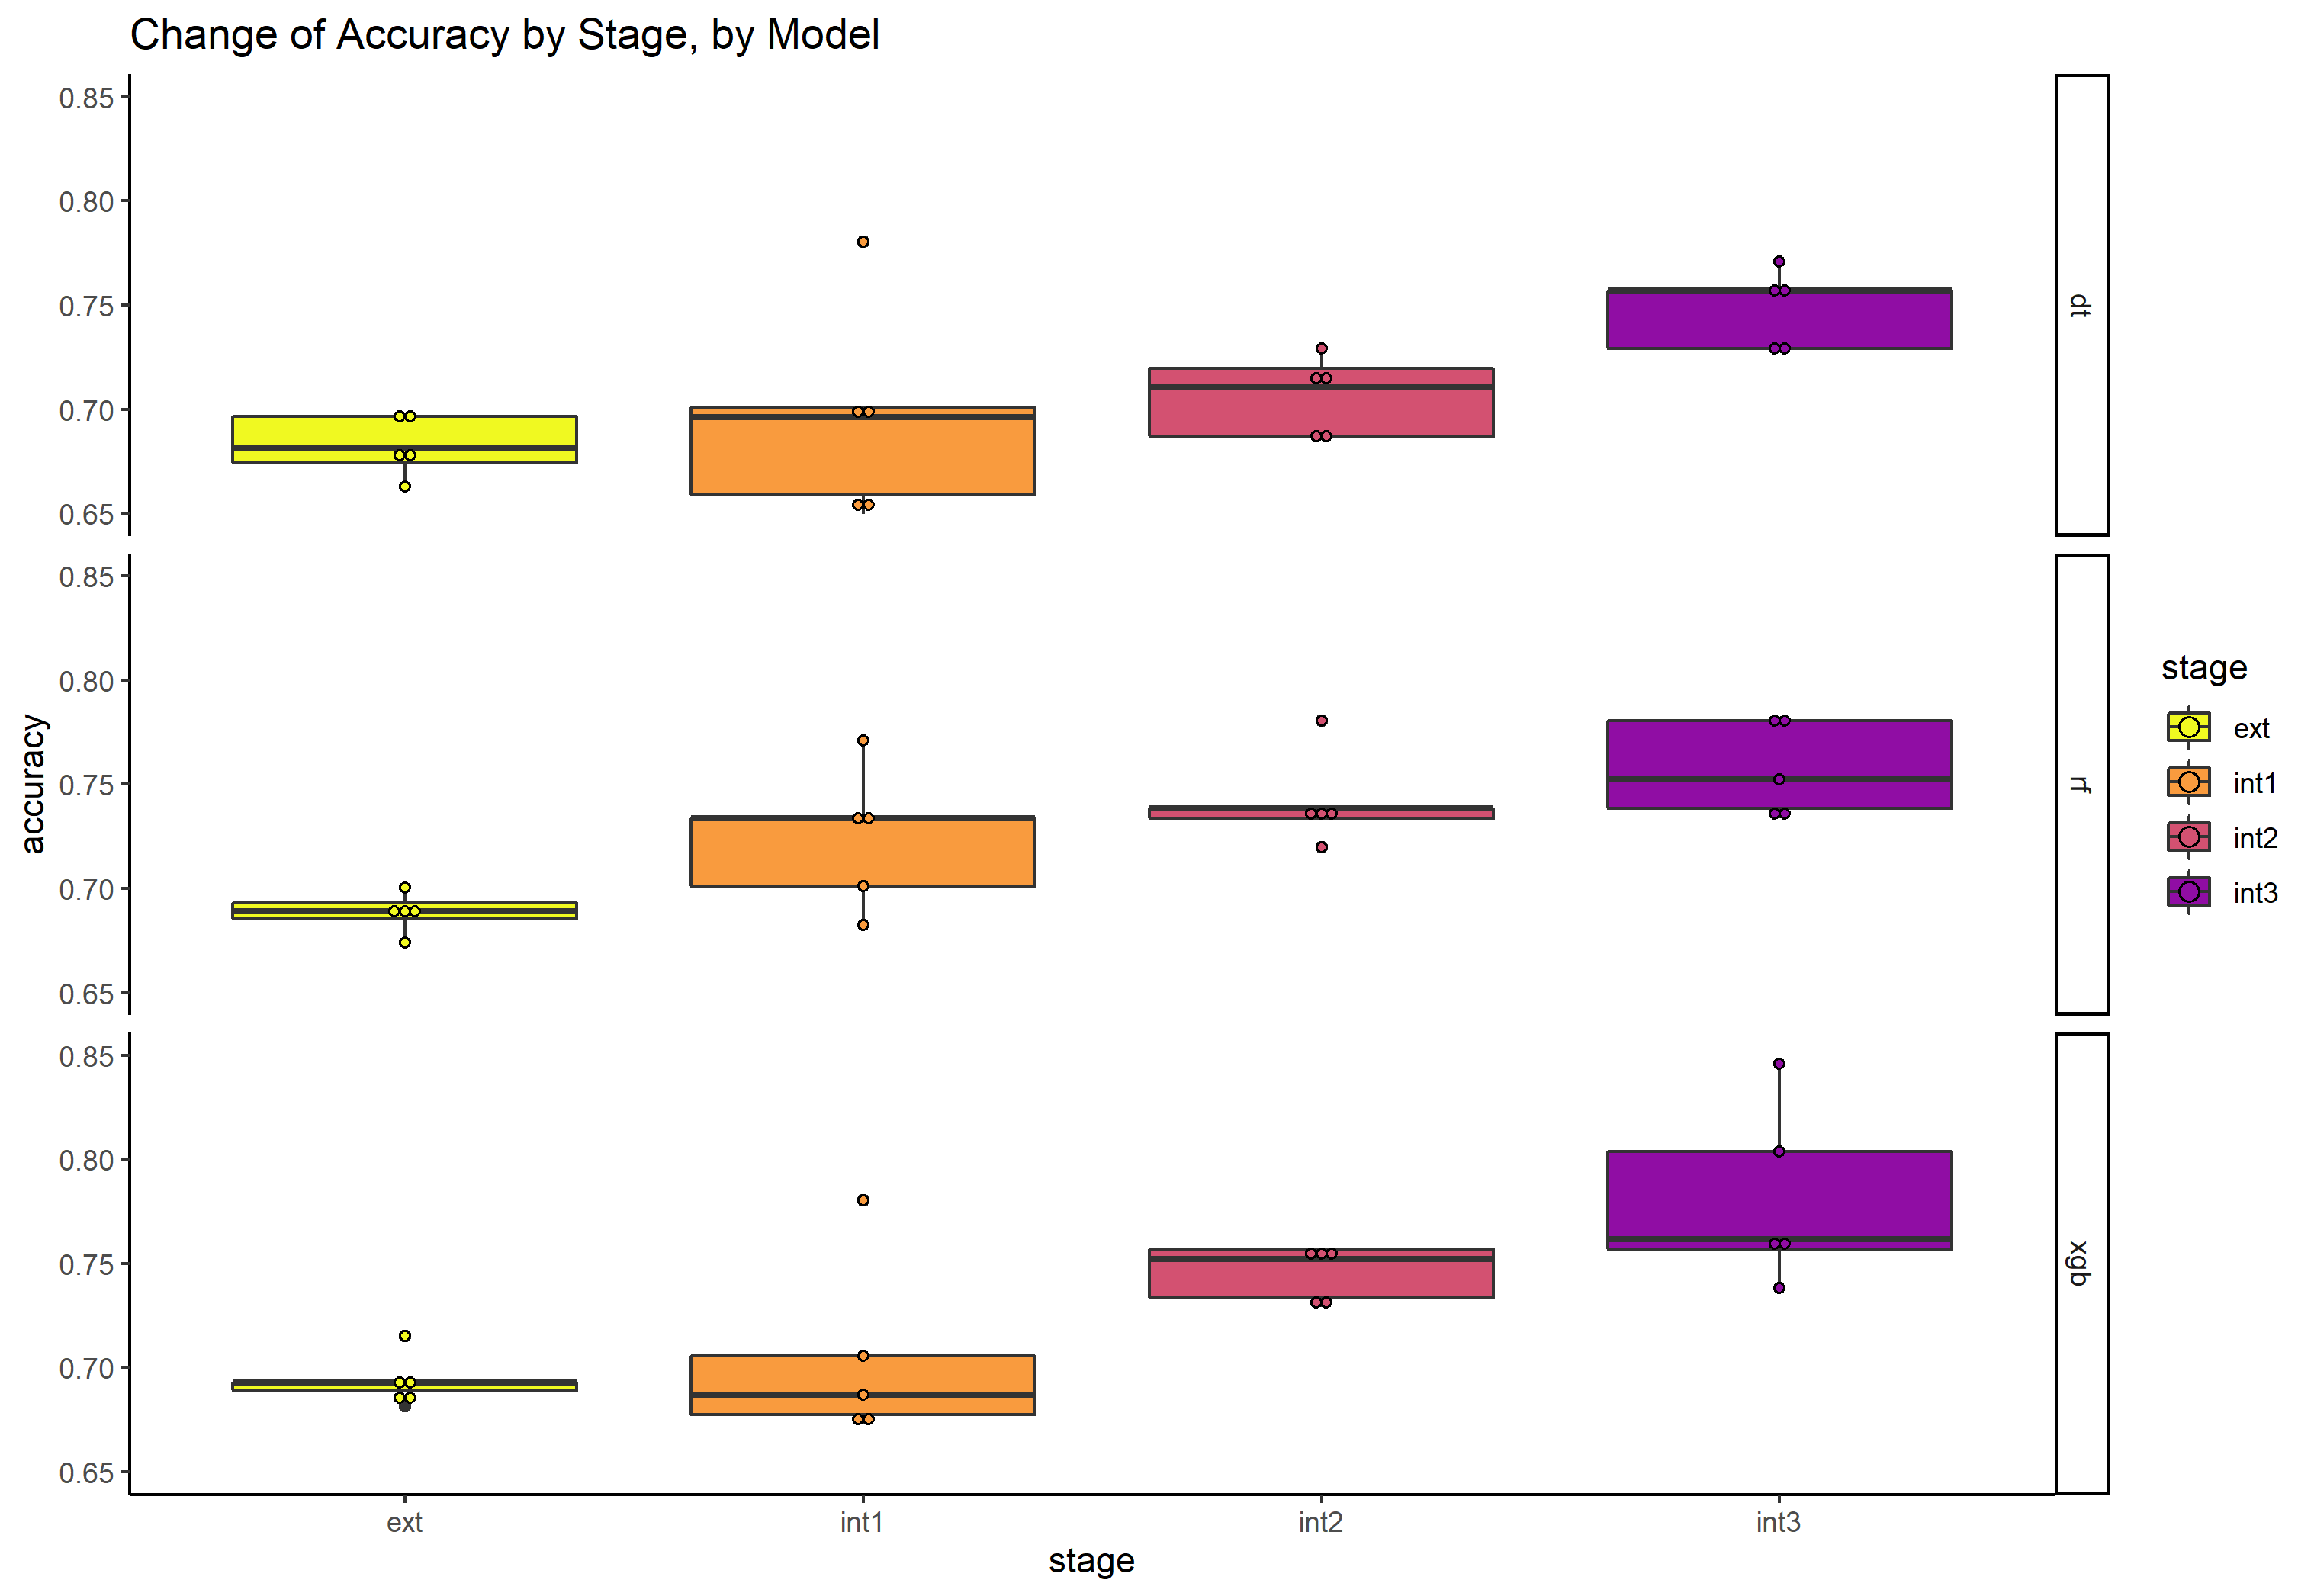 Change of Accuracy by Stage, by Model
0.85
0.80
0.75
0.70
0.65
dt
0.85
0.80
0.75
0.70
0.65
rf
0.85
0.80
0.75
0.70
0.65
xgb
accuracy
ext
int1
int2
int3
stage
stage
ext
int1
int2
int3